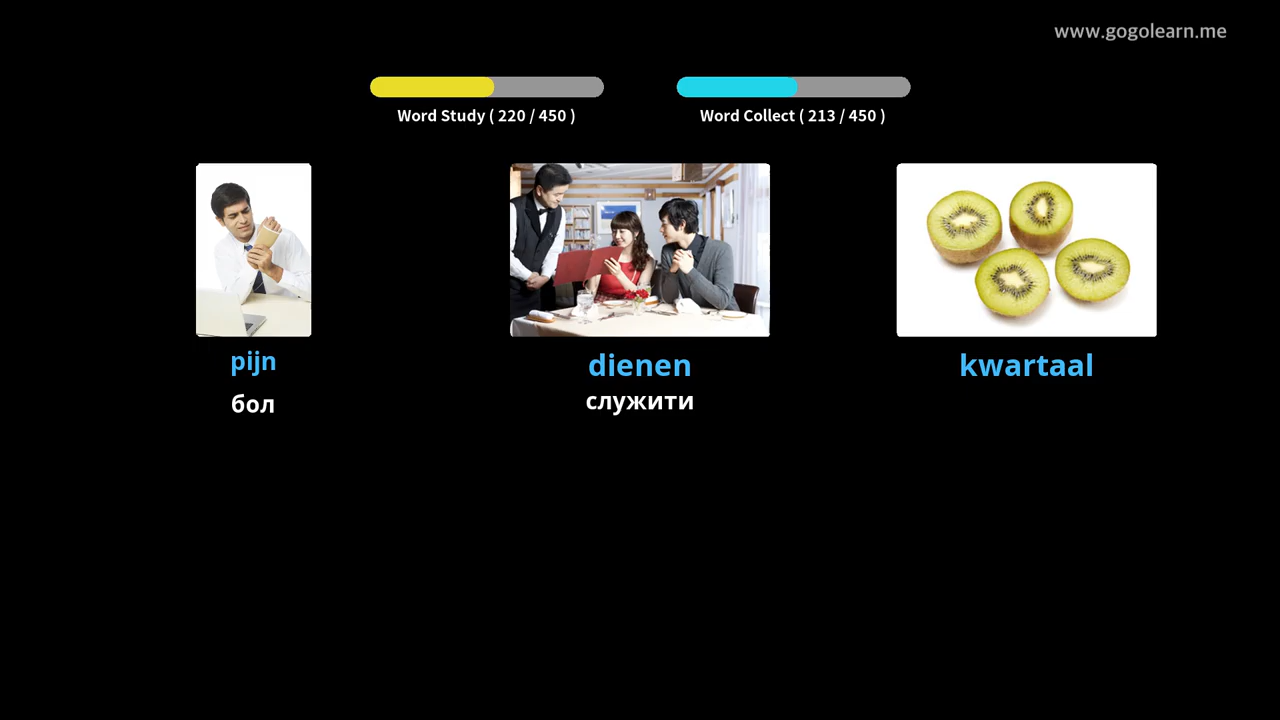 www.gogolearn.me
Word Study ( 220 / 450 )
Word Collect ( 213 / 450 )
pijn
бол
dienen
служити
kwartaal